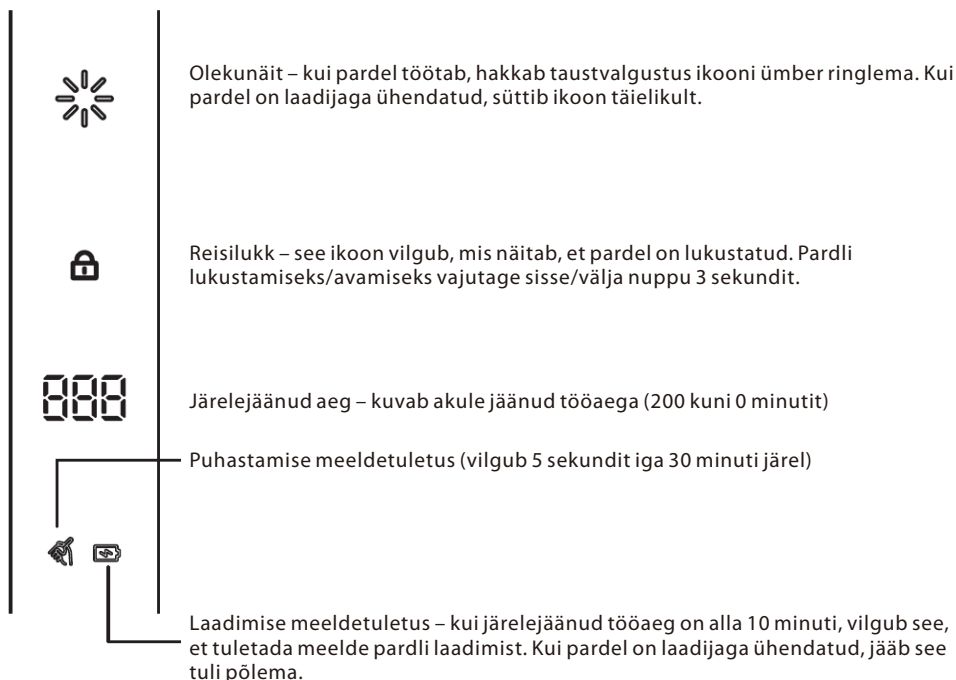 Olekunäit – kui pardel töötab, hakkab taustvalgustus ikooni ümber ringlema. Kui
pardel on laadijaga ühendatud, süttib ikoon täielikult.
Reisilukk – see ikoon vilgub, mis näitab, et pardel on lukustatud. Pardli
lukustamiseks/avamiseks vajutage sisse/välja nuppu 3 sekundit.
888
Järelejäänud aeg – kuvab akule jäänud tööaega (200 kuni 0 minutit)
Puhastamise meeldetuletus (vilgub 5 sekundit iga 30 minuti järel)
Laadimise meeldetuletus – kui järelejäänud tööaeg on alla 10 minuti, vilgub see,
et tuletada meelde pardli laadimist. Kui pardel on laadijaga ühendatud, jääb see
tuli põlema.